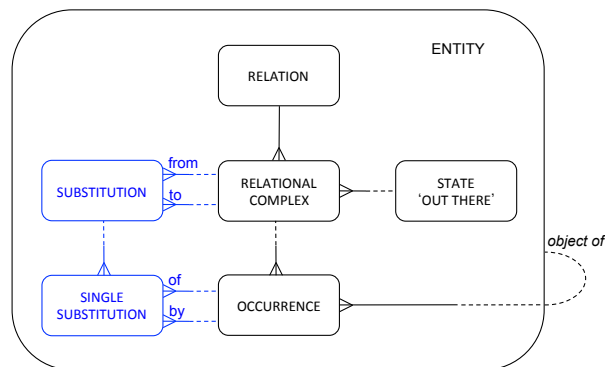 ENTITY
RELATION
from
SUBSTITUTION
to
RELATIONAL
COMPLEX
STATE
‘OUT THERE’
object of
of
SINGLE
SUBSTITUTION
by
OCCURRENCE